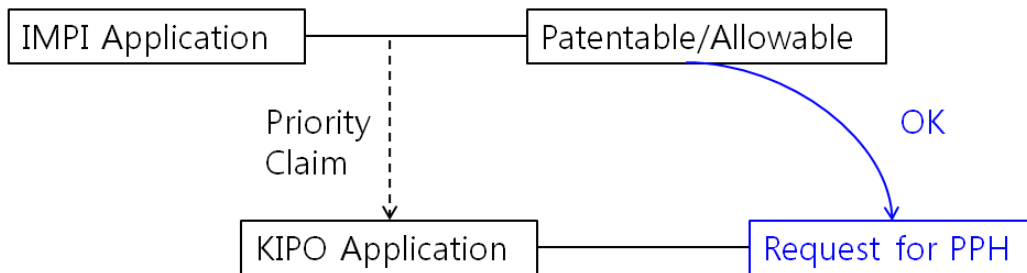 IMPI Application
Patentable/Allowable
Priority
Claim
OK
KIPO Application
Request for PPH